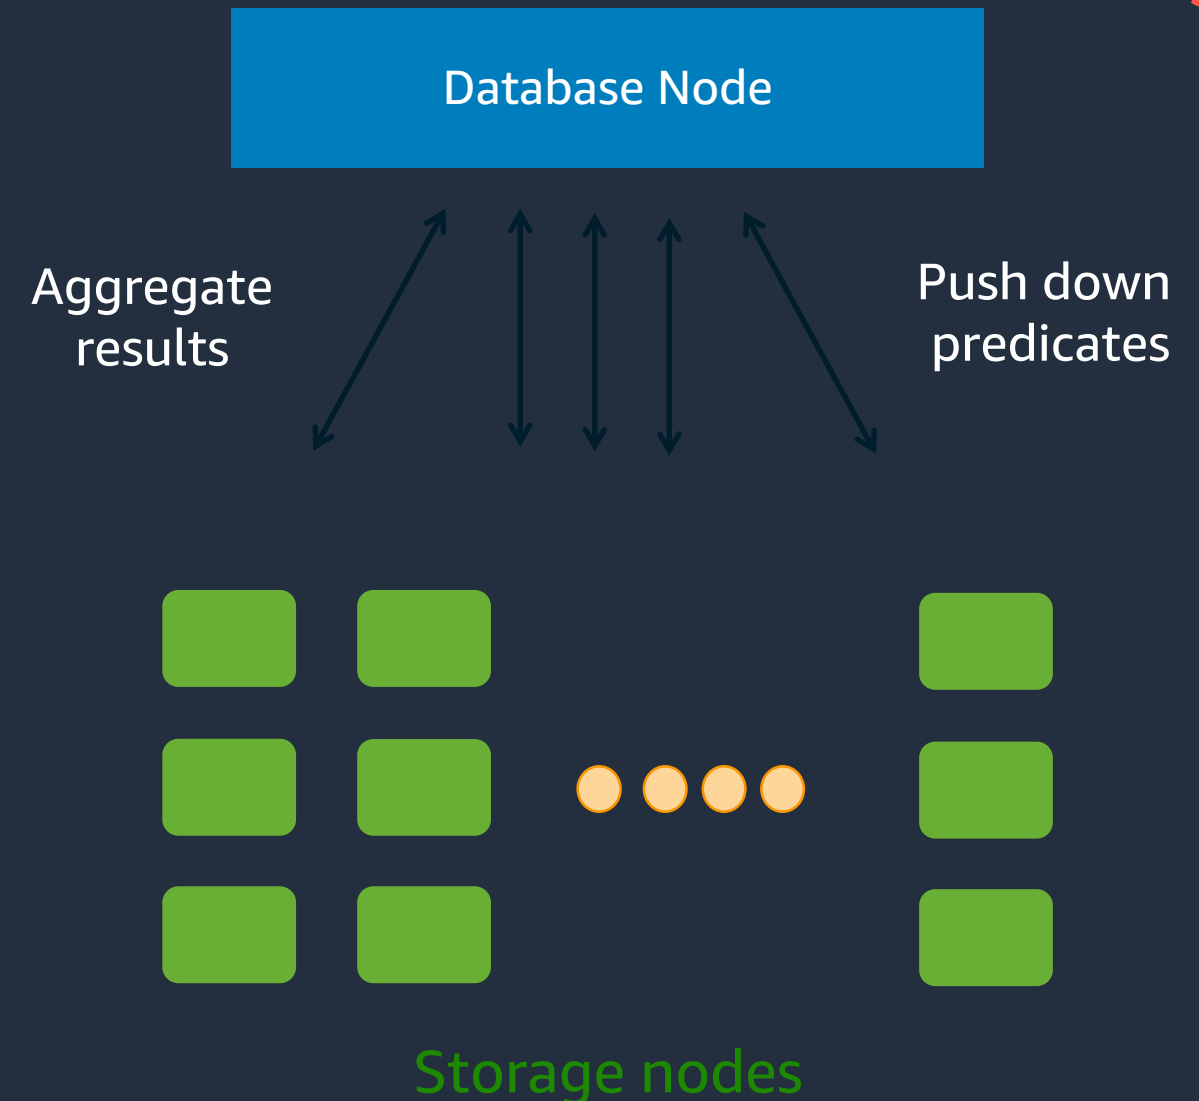 Database Node
Aggregate
results
Push down
predicates
Storage nodes